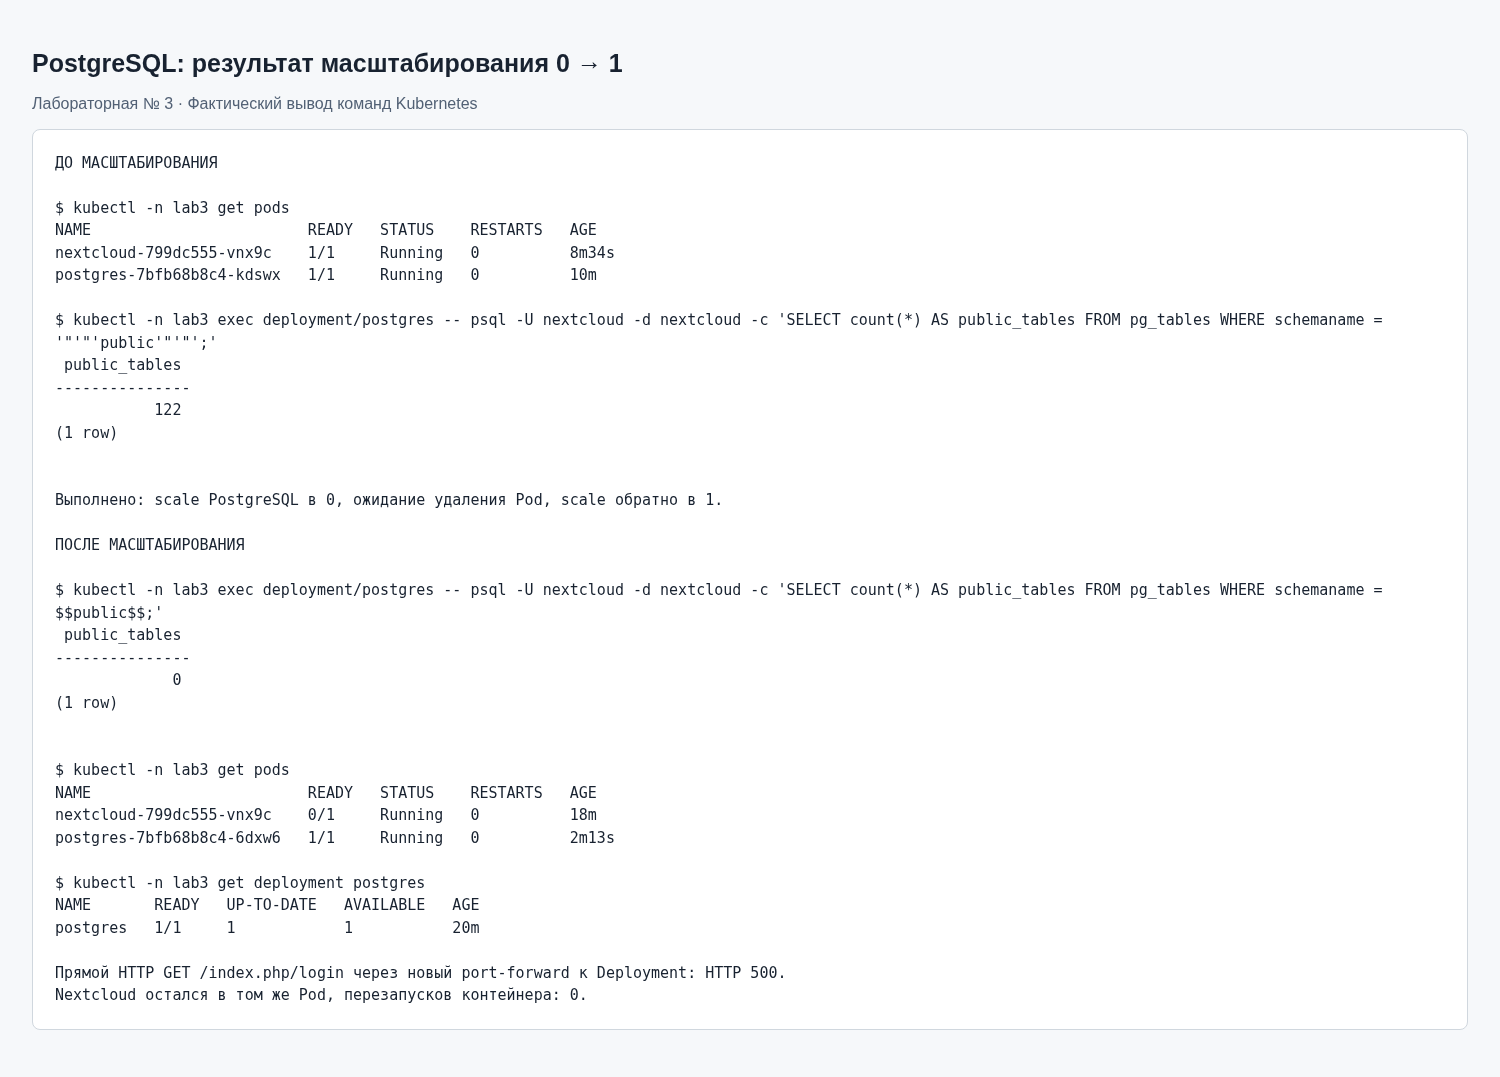 PostgreSQL: результат масштабирования 0 → 1
Лабораторная № 3 · Фактический вывод команд Kubernetes
ДО МАСШТАБИРОВАНИЯ
$ kubectl -n lab3 get pods
NAME                        READY   STATUS    RESTARTS   AGE
nextcloud-799dc555-vnx9c    1/1     Running   0          8m34s
postgres-7bfb68b8c4-kdswx   1/1     Running   0          10m
$ kubectl -n lab3 exec deployment/postgres -- psql -U nextcloud -d nextcloud -c 'SELECT count(*) AS public_tables FROM pg_tables WHERE schemaname =
'"'"'public'"'"';'
 public_tables
---------------
           122
(1 row)
Выполнено: scale PostgreSQL в 0, ожидание удаления Pod, scale обратно в 1.
ПОСЛЕ МАСШТАБИРОВАНИЯ
$ kubectl -n lab3 exec deployment/postgres -- psql -U nextcloud -d nextcloud -c 'SELECT count(*) AS public_tables FROM pg_tables WHERE schemaname =
$$public$$;'
 public_tables
---------------
             0
(1 row)
$ kubectl -n lab3 get pods
NAME                        READY   STATUS    RESTARTS   AGE
nextcloud-799dc555-vnx9c    0/1     Running   0          18m
postgres-7bfb68b8c4-6dxw6   1/1     Running   0          2m13s
$ kubectl -n lab3 get deployment postgres
NAME       READY   UP-TO-DATE   AVAILABLE   AGE
postgres   1/1     1            1           20m
Прямой HTTP GET /index.php/login через новый port-forward к Deployment: HTTP 500.
Nextcloud остался в том же Pod, перезапусков контейнера: 0.